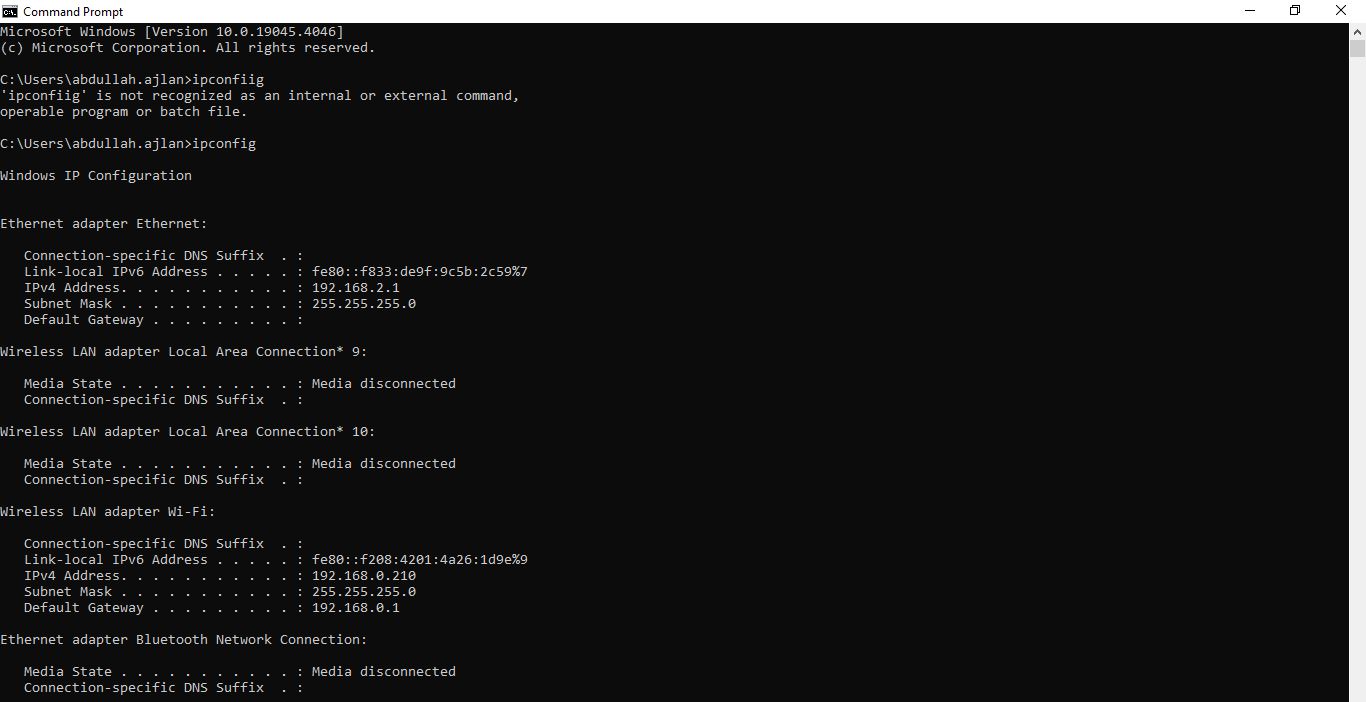 Command Prompt
Microsoft Windows [Version 10.0.19045.4046]
(c) Microsoft Corporation. All rights reserved.
C:\Users\abdullah.ajlan>ipconfiig
'ipconfiig' is not recognized as an internal or external command,
operable program or batch file.
C:\Users\abdullah.ajlan>ipconfig
Windows IP Configuration
Ethernet adapter Ethernet:
Connection-specific DNS Suffix  . :
Link-local IPv6 Address . . . . . : fe80::f833:de9f:9c5b:2c59%7
IPv4 Address. . . . . . . . . . . : 192.168.2.1
Subnet Mask . . . . . . . . . . . : 255.255.255.0
Default Gateway . . . . . . . . . :
Wireless LAN adapter Local Area Connection* 9:
Media State . . . . . . . . . . . : Media disconnected
Connection-specific DNS Suffix  . :
Wireless LAN adapter Local Area Connection* 10:
Media State . . . . . . . . . . . : Media disconnected
Connection-specific DNS Suffix  . :
Wireless LAN adapter Wi-Fi:
Connection-specific DNS Suffix  . :
Link-local IPv6 Address . . . . . : fe80::f208:4201:4a26:1d9e%9
IPv4 Address. . . . . . . . . . . : 192.168.0.210
Subnet Mask . . . . . . . . . . . : 255.255.255.0
Default Gateway . . . . . . . . . : 192.168.0.1
Ethernet adapter Bluetooth Network Connection:
Media State . . . . . . . . . . . : Media disconnected
Connection-specific DNS Suffix  . :